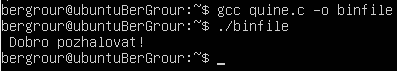 bergrour@ubuntuBerGrour:~$ gcc quine.c -o binfile
bergrour@ubuntuBerGrour:~$ ./binfile
 Dobro pozhalovat!
bergrour@ubuntuBerGrour:~$ _